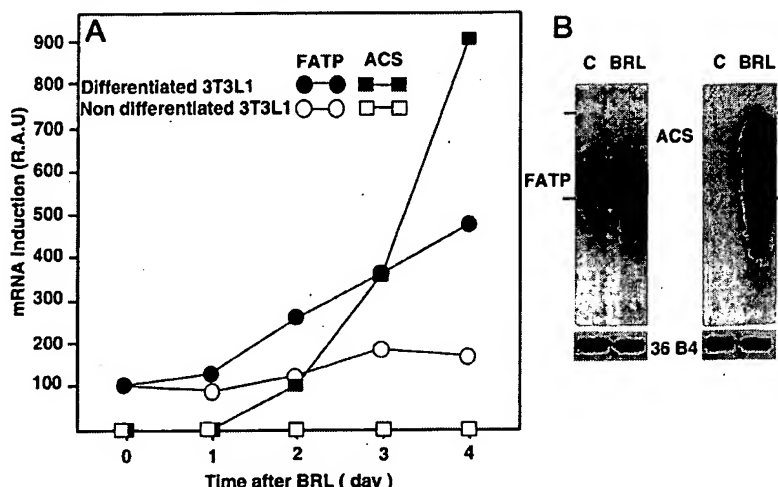 A
FATP ACS
Differentiated 3T3L1
Non differentiated 3T3L1
mRNA Induction (R.A.U)
900
800
700
600
500
400
300
200
100
0 1 2 3 4
Time after BRL ( day )
B
C BRL C BRL
ACS
FATP
36 B4